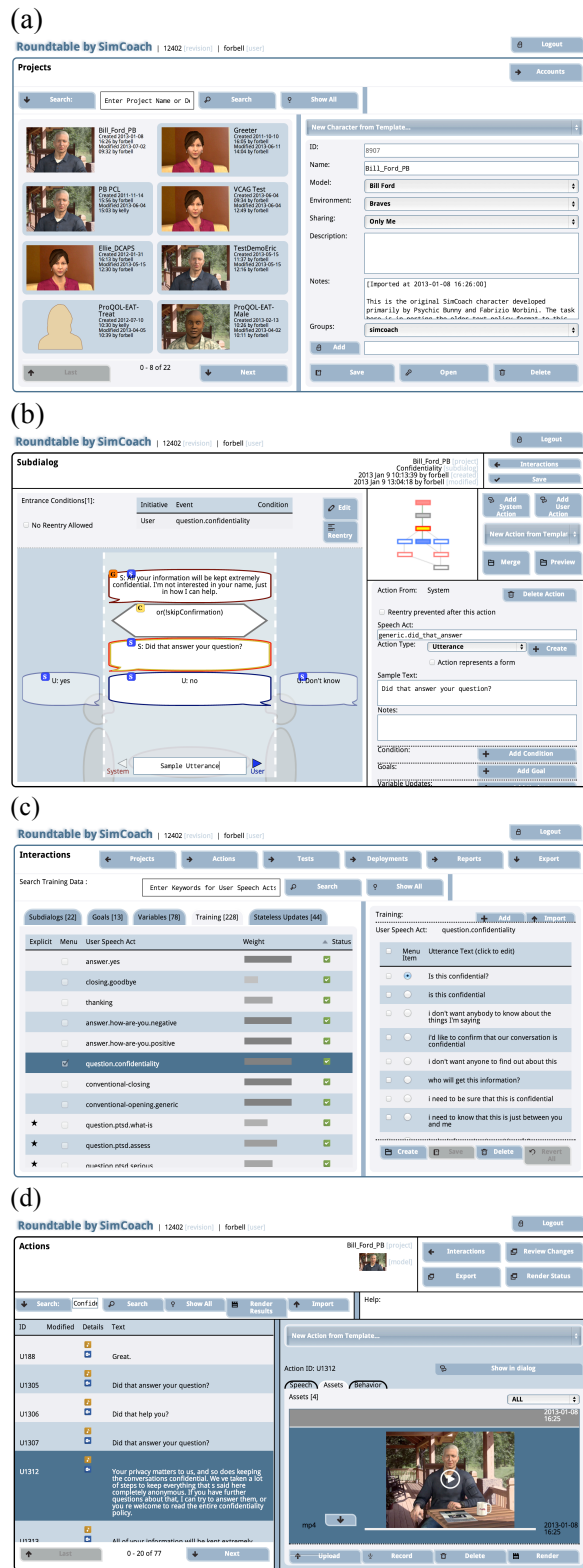 (a)
Roundtable by SimCoach | 12402 [revision] | forbell [user]
Logout
Projects
Accounts
Search:
Enter Project Name or De
Search
Show All
Bill_Ford_PB
Created 2013-01-08
16:26 by forbell
Modified 2013-07-02
09:32 by forbell
Greeter
Created 2011-10-10
16:05 by forbell
Modified 2013-06-11
14:04 by forbell
PB PCL
Created 2011-11-14
15:56 by forbell
Modified 2013-06-04
15:03 by kelly
VCAG Test
Created 2013-06-04
09:34 by forbell
Modified 2013-06-04
12:49 by forbell
Ellie_DCAPS
Created 2012-01-31
16:13 by forbell
Modified 2013-05-15
12:30 by forbell
TestDemoEric
Created 2013-05-15
11:37 by forbell
Modified 2013-05-15
12:16 by forbell
ProQOL-EAT-
Treat
Created 2012-07-10
10:30 by kelly
Modified 2013-04-05
10:39 by forbell
ProQOL-EAT-
Male
Created 2013-02-13
10:26 by forbell
Modified 2013-04-02
10:11 by forbell
Last
0 - 8 of 22
Next
New Character from Template...
ID:
8907
Name:
Bill_Ford_PB
Model:
Bill Ford
Environment:
Braves
Sharing:
Only Me
Description:
Notes:
[Imported at 2013-01-08 16:26:00]
This is the original SimCoach character developed
primarily by Psychic Bunny and Fabrizio Morbini. The task
here is in porting the older text policy format to this
Groups:
simcoach
Add
Save
Open
Delete
(b)
Roundtable by SimCoach | 12402 [revision] | forbell [user]
Logout
Subdialog
Bill_Ford_PB [project]
Confidentiality [subdialog]
2013 Jan 9 10:13:39 by forbell [created]
2013 Jan 9 13:04:18 by forbell [modified]
Interactions
Save
Entrance Conditions[1]:
Initiative Event Condition
User question.confidentiality
No Reentry Allowed
Edit
Reentry
G S
S: All your information will be kept extremely
confidential. I'm not interested in your name, just
in how I can help.
C
or(!skipConfirmation)
S
S: Did that answer your question?
S
U: yes
S
U: no
S
U: Don't know
System
Sample Utterance
User
Add
System
Action
Add
User
Action
New Action from Templat
Merge
Preview
Action From: System
Delete Action
Reentry prevented after this action
Speech Act:
generic.did_that_answer
Action Type:
Utterance
Create
Action represents a form
Sample Text:
Did that answer your question?
Notes:
Condition:
Add Condition
Goals:
Add Goal
Variable Updates:
(c)
Roundtable by SimCoach | 12402 [revision] | forbell [user]
Logout
Interactions
Projects
Actions
Tests
Deployments
Reports
Export
Search Training Data :
Enter Keywords for User Speech Acts
Search
Show All
Subdialogs [22]
Goals [13]
Variables [78]
Training [228]
Stateless Updates [44]
Explicit Menu User Speech Act Weight Status
answer.yes
closing.goodbye
thanking
answer.how-are-you.negative
answer.how-are-you.positive
question.confidentiality
conventional-closing
conventional-opening.generic
question.ptsd.what-is
question.ptsd.assess
question.ptsd.serious
Training:
Add
Import
User Speech Act: question.confidentiality
Menu
Item
Utterance Text (click to edit)
Is this confidential?
is this confidential
i don't want anybody to know about the
things I'm saying
i'd like to confirm that our conversation is
confidential
i don't want anyone to find out about this
who will get this information?
i need to be sure that this is confidential
i need to know that this is just between you
and me
Create
Save
Delete
Revert
All
(d)
Roundtable by SimCoach | 12402 [revision] | forbell [user]
Logout
Actions
Bill_Ford_PB [project]
[model]
Interactions
Review Changes
Export
Render Status
Search:
Confide
Search
Show All
Render
Results
Import
Help:
ID Modified Details Text
U188 Great.
U1305 Did that answer your question?
U1306 Did that help you?
U1307 Did that answer your question?
U1312
Your privacy matters to us, and so does keeping
the conversations confidential. We ve taken a lot
of steps to keep everything that s said here
completely anonymous. If you have further
questions about that, I can try to answer them, or
you re welcome to read the entire confidentiality
policy.
U1313 All of your information will be kept extremely
Last
0 - 20 of 77
Next
New Action from Template...
Action ID: U1312
Show in dialog
Speech
Assets
Behavior
Assets [4]
ALL
2013-01-08
16:25
mp4
2013-01-08
16:25
Upload
Record
Delete
Render